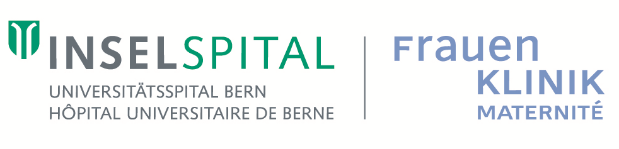 INSELSPITAL
UNIVERSITÄTSSPITAL BERN
HÔPITAL UNIVERSITAIRE DE BERNE
Frauen
KLINIK
MATERNITÉ